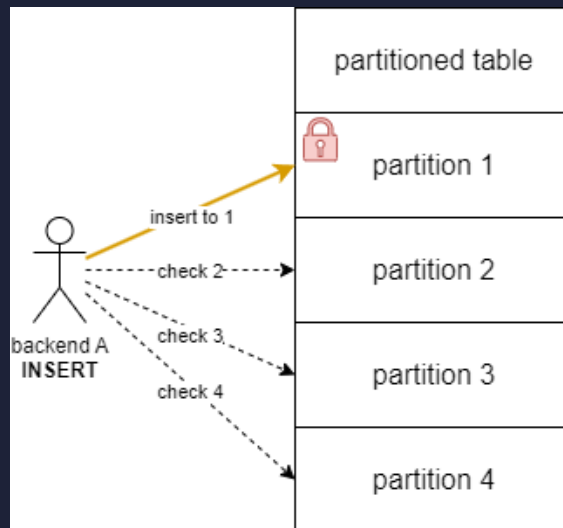 partitioned table
partition 1
insert to 1
partition 2
check 2
check 3
partition 3
backend A
INSERT
check 4
partition 4